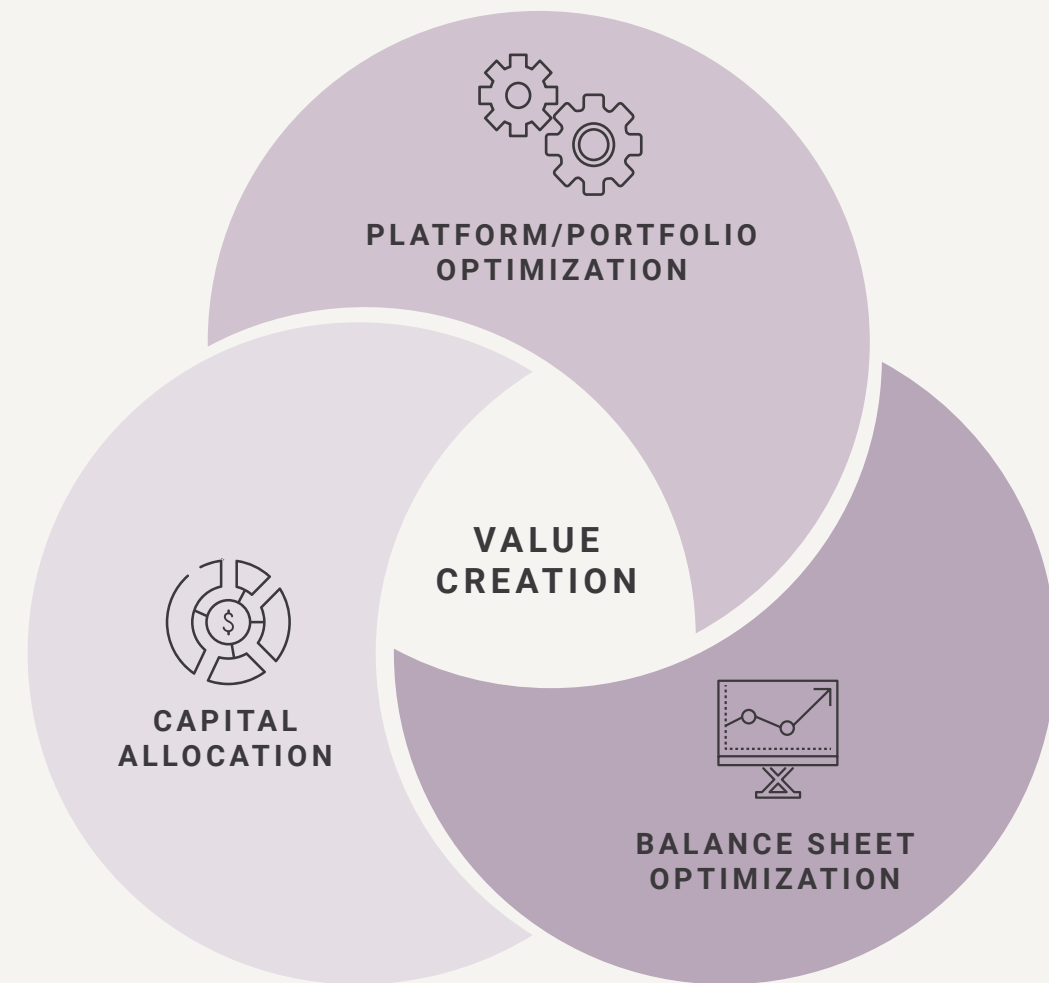 PLATFORM/PORTFOLIO
OPTIMIZATION
VALUE
CREATION
$
CAPITAL
ALLOCATION
BALANCE SHEET
OPTIMIZATION